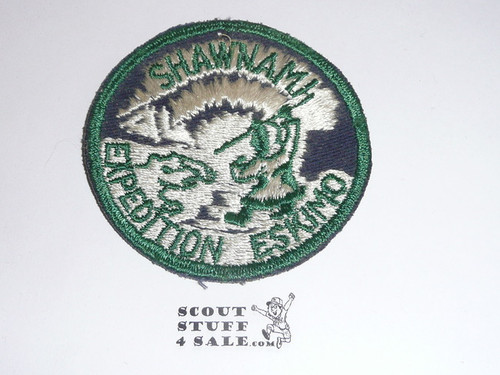 SHAWNAMI
EXPEDITION ESKIMO
SCOUT
STUFF
4 SALE.COM